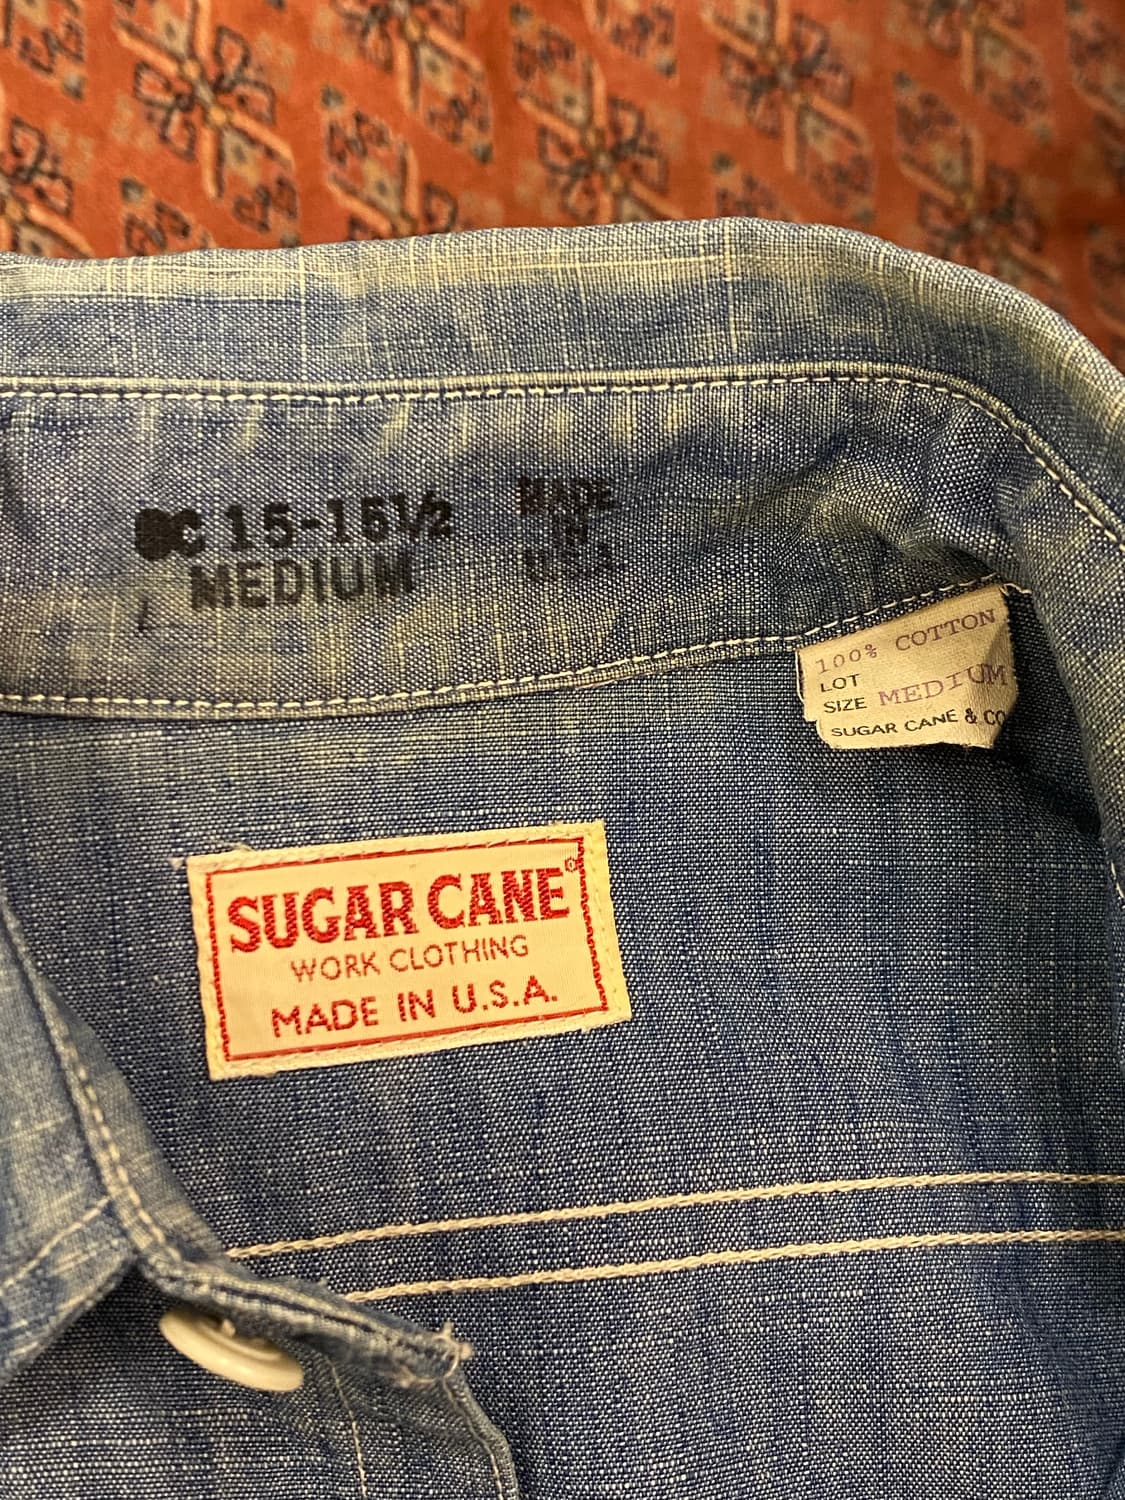 SC 15-15½
MEDIUM
MADE
IN
U.S.A
100% COTTON
LOT
SIZE MEDIUM
SUGAR CANE & CO
SUGAR CANE®
WORK CLOTHING
MADE IN U.S.A.